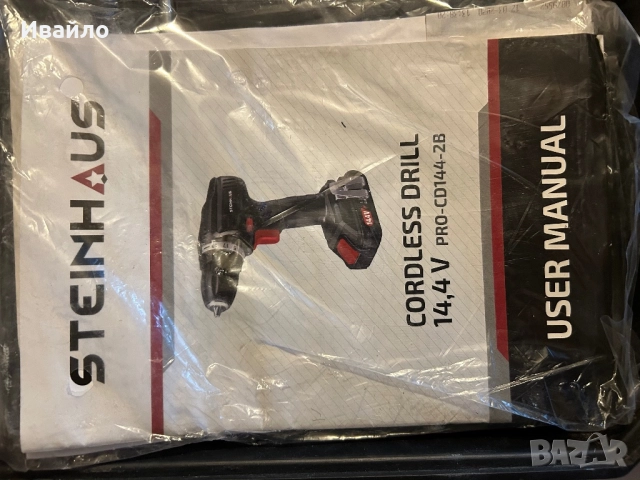 Ивайло
STEINHAUS
CORDLESS DRILL
14,4 V PRO-CD144-2B
USER MANUAL
BAZAR